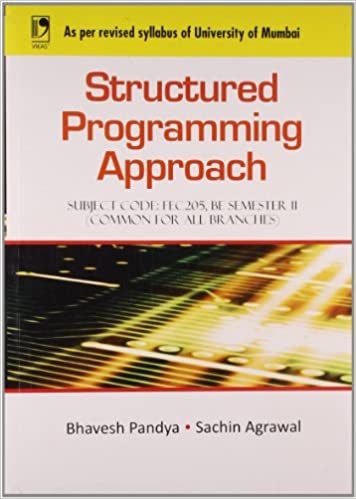 VIKAS
As per revised syllabus of University of Mumbai
Structured
Programming
Approach
SUBJECT CODE: FEC205, BE SEMESTER II
(COMMON FOR ALL BRANCHES)
Bhavesh Pandya • Sachin Agrawal